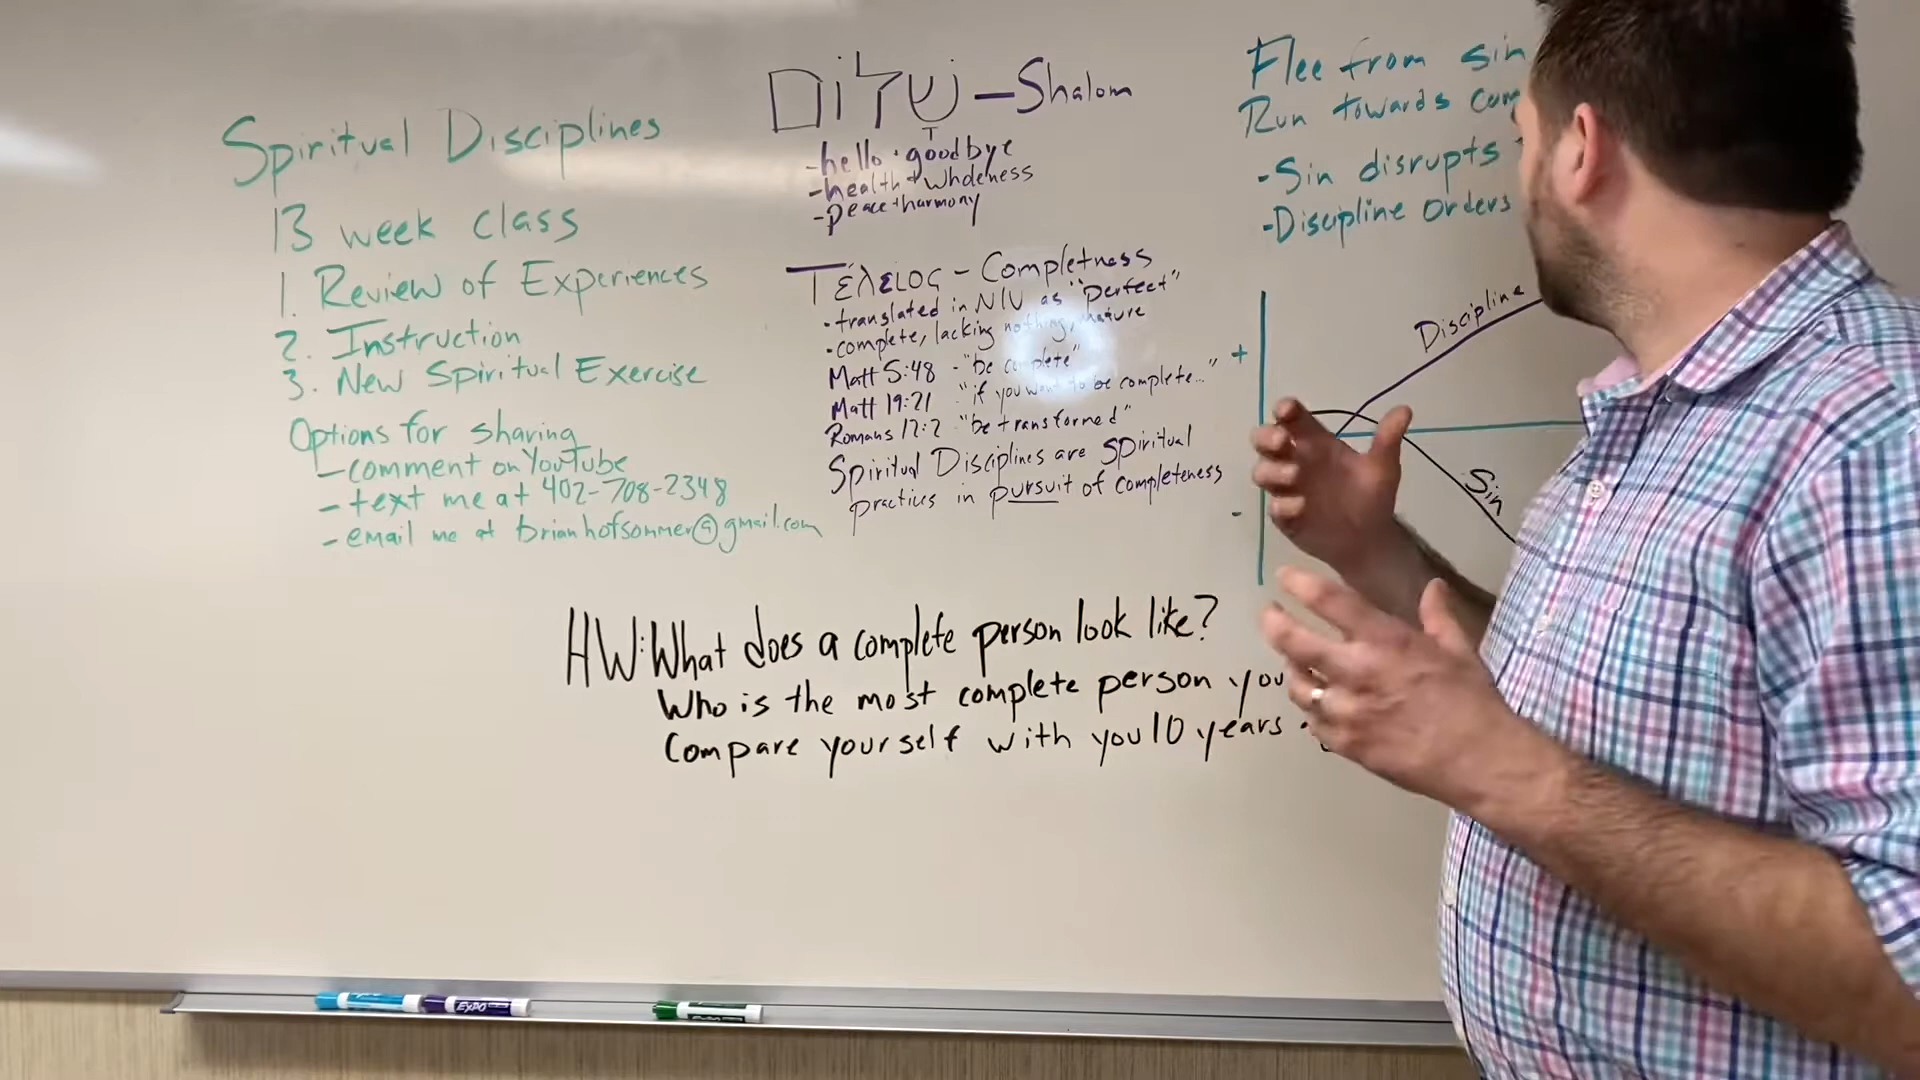 Spiritual Disciplines
13 week class
1. Review of Experiences
2. Instruction
3. New Spiritual Exercise
Options for sharing
- comment on YouTube
- text me at 402-708-2348
- email me at brianhofsommer@gmail.com
שָׁלוֹם - Shalom
- hello + goodbye
- health + wholeness
- peace + harmony
Τέλειος - Completness
• translated in NIV as "perfect"
• complete, lacking nothing, mature
Matt 5:48 - "be complete"
Matt 19:21 - "if you want to be complete..."
Romans 12:2 - "be transformed"
Spiritual Disciplines are spiritual
practices in pursuit of completeness
Flee from sin
Run towards
- Sin disrupts
- Discipline orders
Discipline
+
Sin
-
HW: What does a complete person look like?
Who is the most complete person you
Compare yourself with you 10 years
EXPO